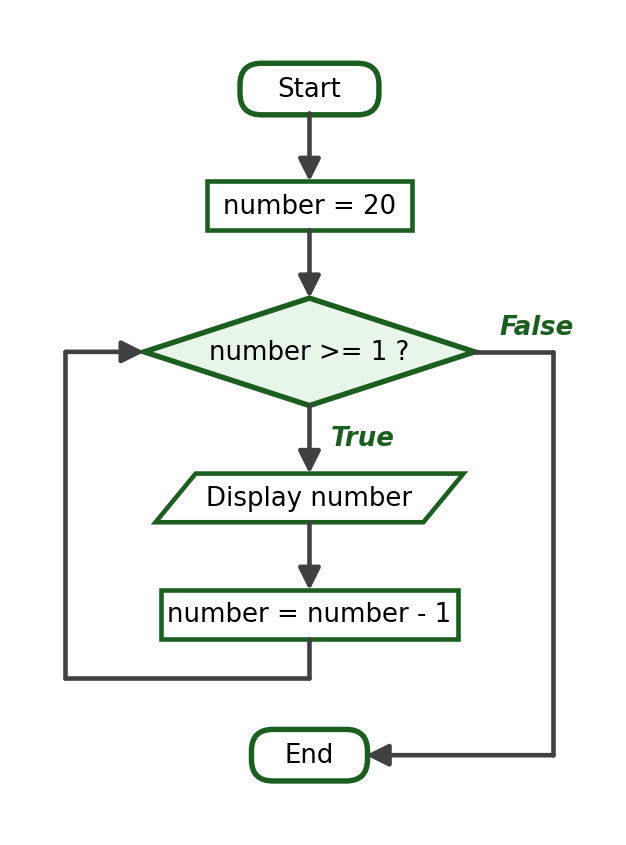 Start
number = 20
number >= 1 ?
False
True
Display number
number = number - 1
End